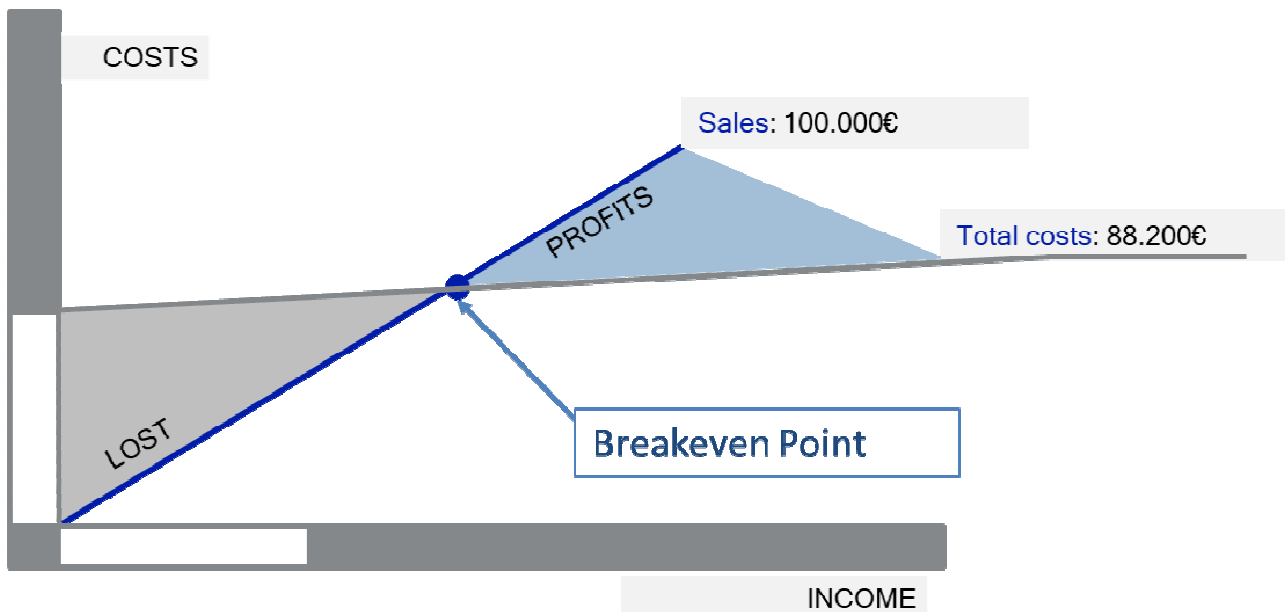 COSTS
Sales: 100.000€
PROFITS
Total costs: 88.200€
LOST
Breakeven Point
INCOME